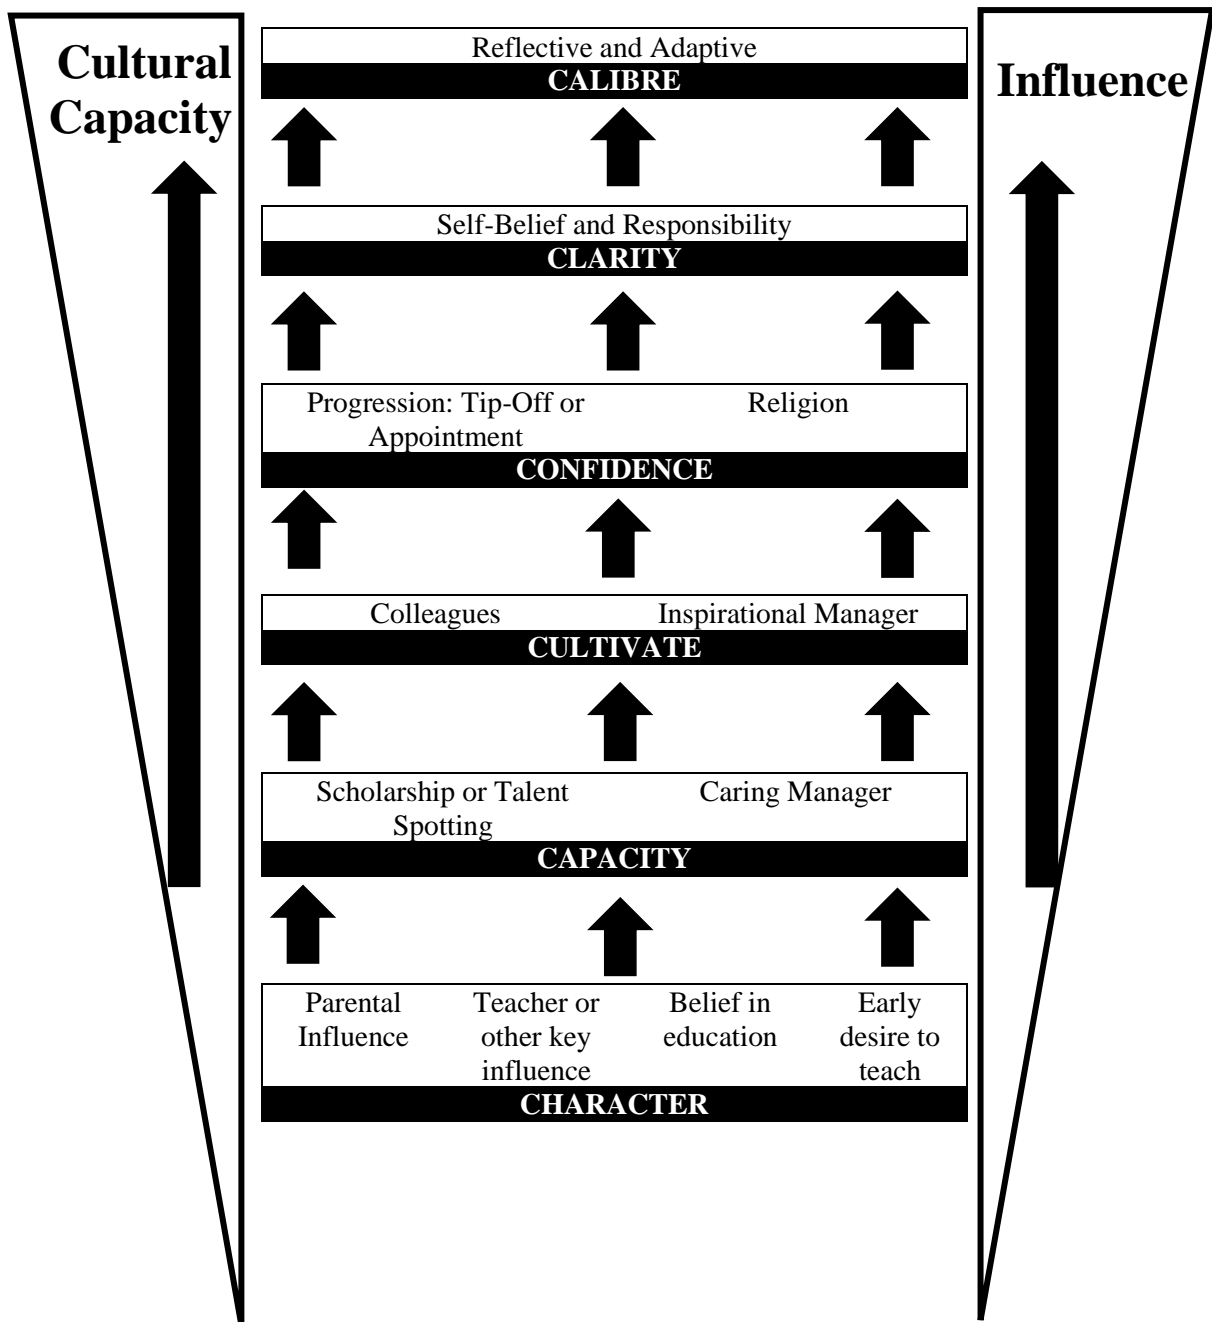 Cultural
Capacity
Influence
Reflective and Adaptive
CALIBRE
Self-Belief and Responsibility
CLARITY
Progression: Tip-Off or
Appointment
Religion
CONFIDENCE
Colleagues
Inspirational Manager
CULTIVATE
Scholarship or Talent
Spotting
Caring Manager
CAPACITY
Parental
Influence
Teacher or
other key
influence
Belief in
education
Early
desire to
teach
CHARACTER